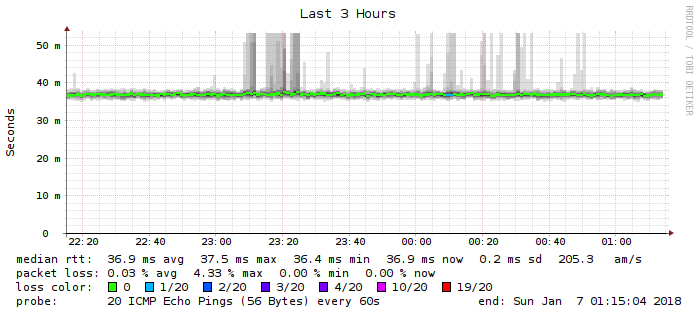 Last 3 Hours
RRDTOOL / TOBI OETIKER
Seconds
50 m
40 m
30 m
20 m
10 m
0
22:20 22:40 23:00 23:20 23:40 00:00 00:20 00:40 01:00
median rtt: 36.9 ms avg 37.5 ms max 36.4 ms min 36.9 ms now 0.2 ms sd 205.3 am/s
packet loss: 0.03 % avg 4.33 % max 0.00 % min 0.00 % now
loss color: 0 1/20 2/20 3/20 4/20 10/20 19/20
probe: 20 ICMP Echo Pings (56 Bytes) every 60s end: Sun Jan 7 01:15:04 2018